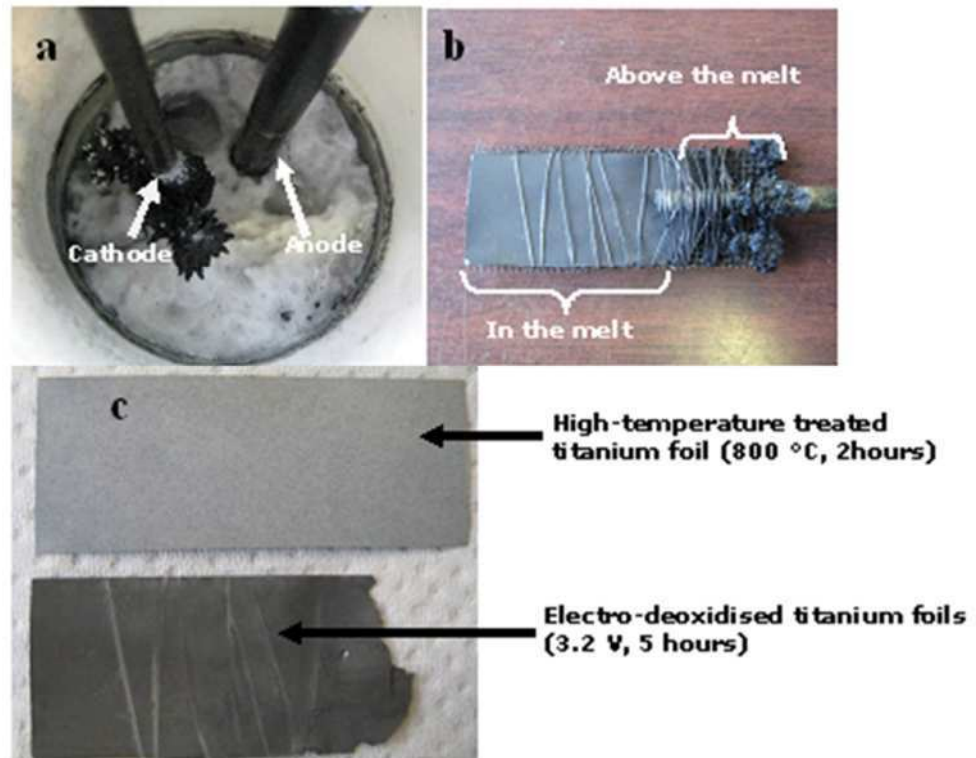 a
Cathode
Anode
b
Above the melt
In the melt
c
High-temperature treated
titanium foil (800 °C, 2hours)
Electro-deoxidised titanium foils
(3.2 V, 5 hours)